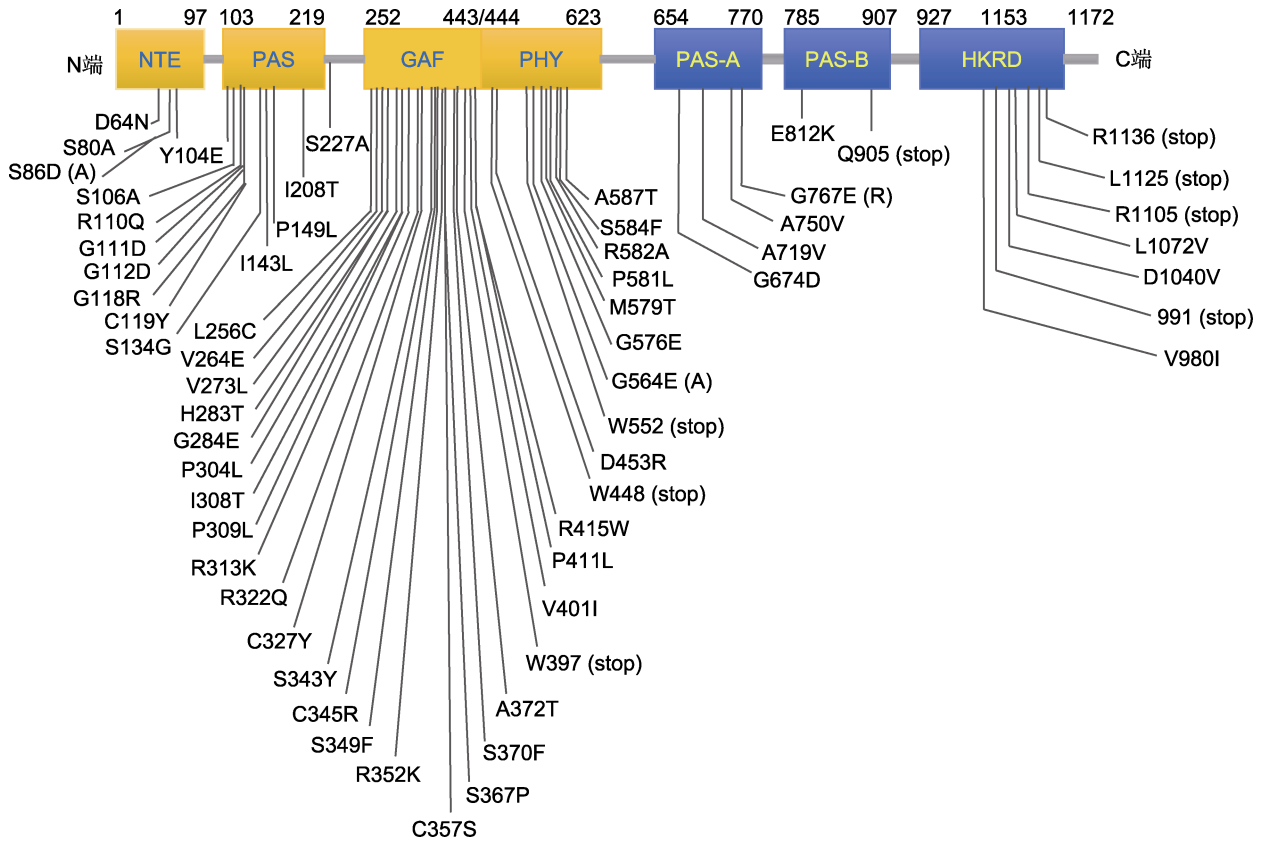 1 97 103 219 252 443/444 623 654 770 785 907 927 1153 1172
N端 NTE PAS GAF PHY PAS-A PAS-B HKRD C端
D64N
S80A
S86D (A)
Y104E
S106A
R110Q
G111D
G112D
G118R
C119Y
S134G
I143L
P149L
I208T
S227A
L256C
V264E
V273L
H283T
G284E
P304L
I308T
P309L
R313K
R322Q
C327Y
S343Y
C345R
S349F
R352K
C357S
S367P
S370F
A372T
W397 (stop)
V401I
P411L
R415W
W448 (stop)
D453R
W552 (stop)
G564E (A)
G576E
M579T
P581L
R582A
S584F
A587T
G674D
A719V
A750V
G767E (R)
E812K
Q905 (stop)
R1136 (stop)
L1125 (stop)
R1105 (stop)
L1072V
D1040V
991 (stop)
V980I